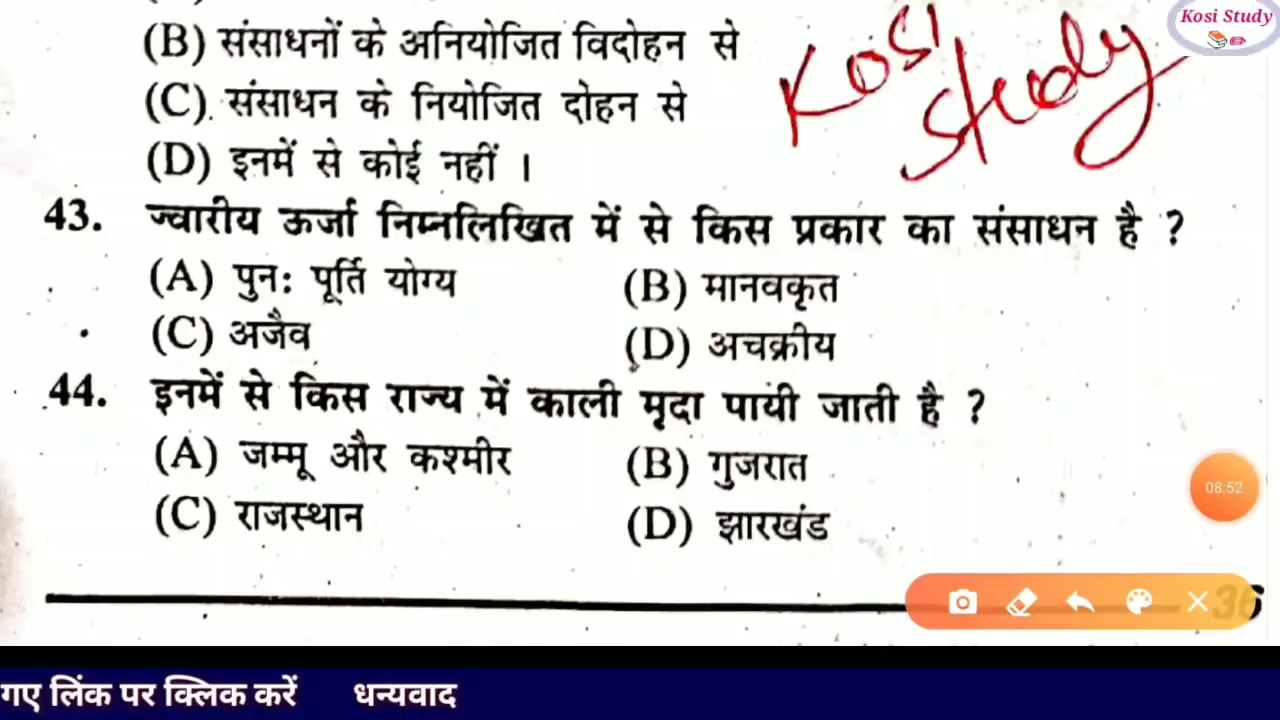 Kosi Study
(B) संसाधनों के अनियोजित विदोहन से
Kosi
Study
(C) संसाधन के नियोजित दोहन से
(D) इनमें से कोई नहीं ।
43. ज्वारीय ऊर्जा निम्नलिखित में से किस प्रकार का संसाधन है ?
(A) पुनः पूर्ति योग्य (B) मानवकृत
(C) अजैव (D) अचक्रीय
44. इनमें से किस राज्य में काली मृदा पायी जाती है ?
(A) जम्मू और कश्मीर (B) गुजरात
08:52
(C) राजस्थान (D) झारखंड
36
गए लिंक पर क्लिक करें धन्यवाद